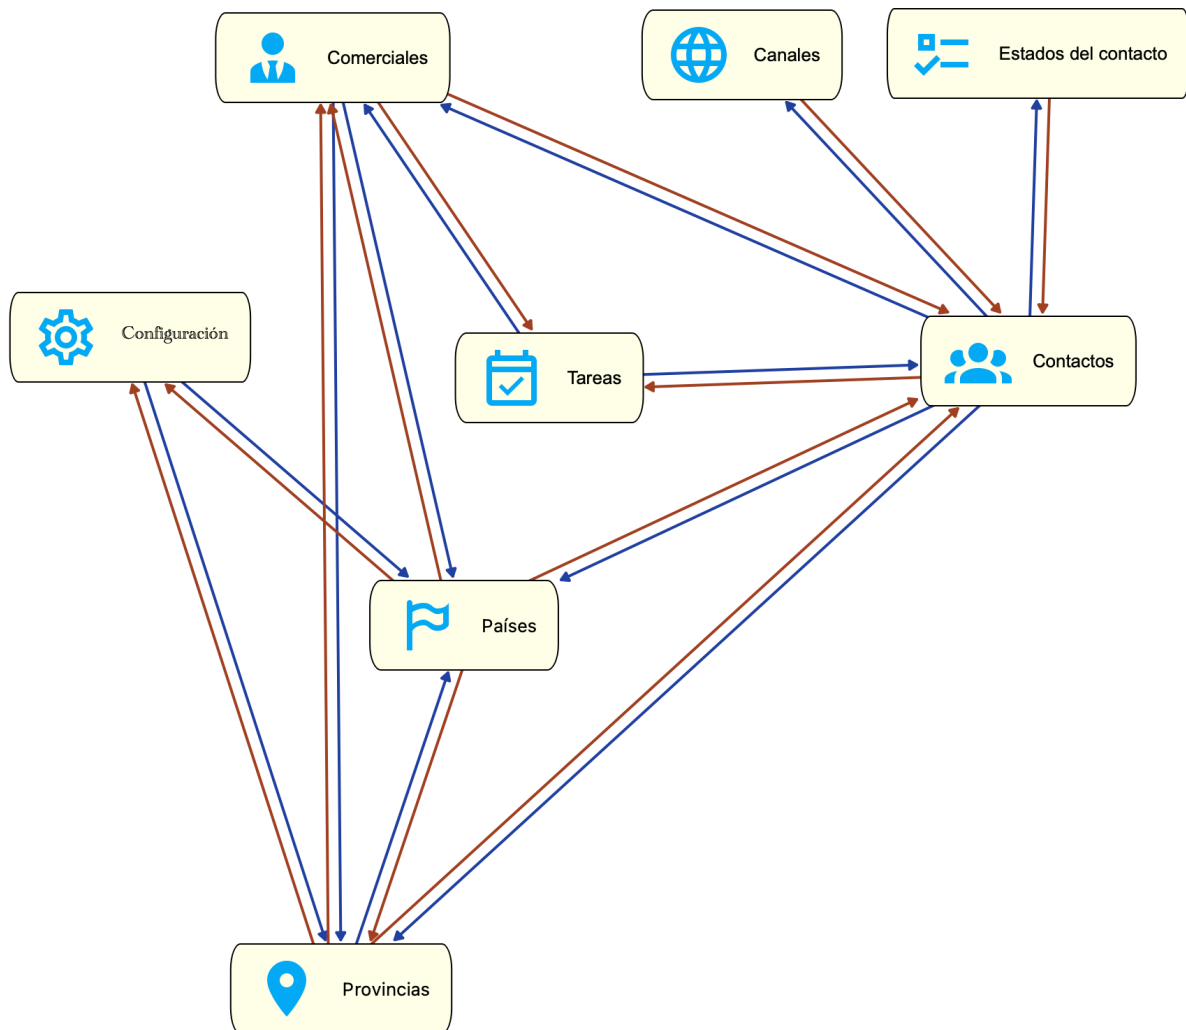 Comerciales
Canales
Estados del contacto
Configuración
Tareas
Contactos
Países
Provincias